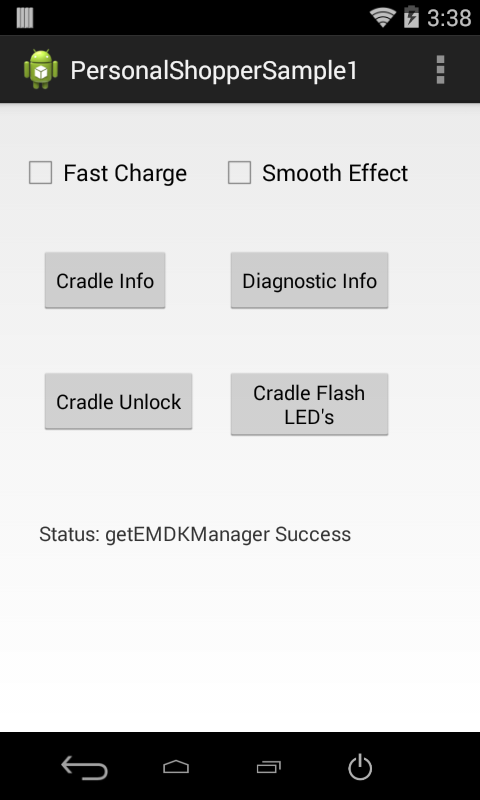 3:38
PersonalShopperSample1
Fast Charge Smooth Effect
Cradle Info Diagnostic Info
Cradle Unlock
Cradle Flash
LED's
Status: getEMDKManager Success